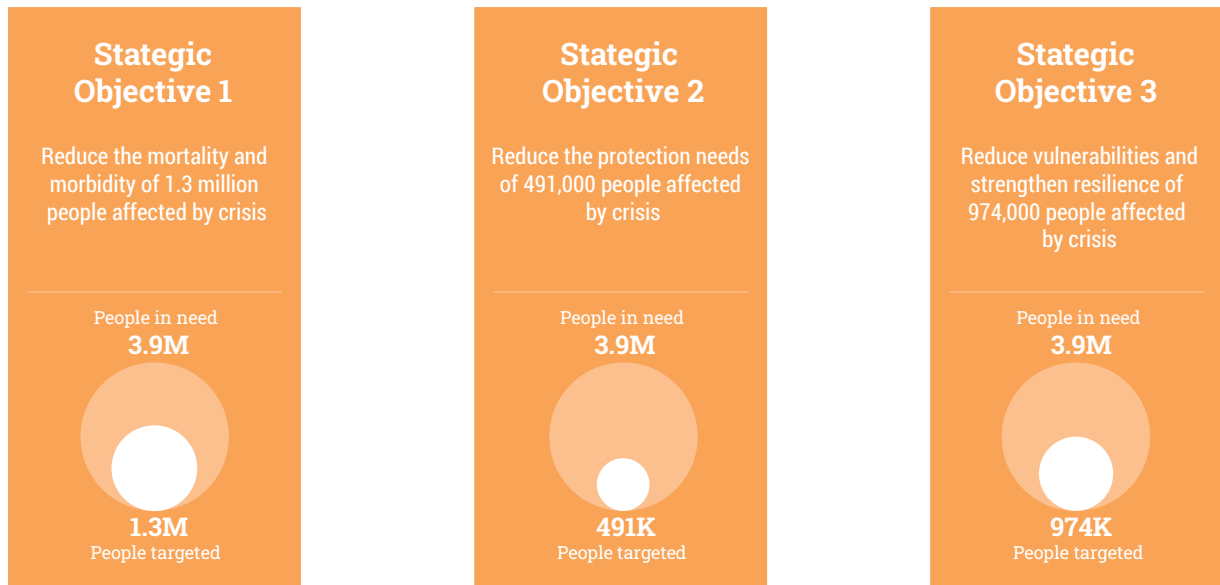 Stategic
Objective 1
Reduce the mortality and
morbidity of 1.3 million
people affected by crisis
People in need
3.9M
1.3M
People targeted
Stategic
Objective 2
Reduce the protection needs
of 491,000 people affected
by crisis
People in need
3.9M
491K
People targeted
Stategic
Objective 3
Reduce vulnerabilities and
strengthen resilience of
974,000 people affected
by crisis
People in need
3.9M
974K
People targeted